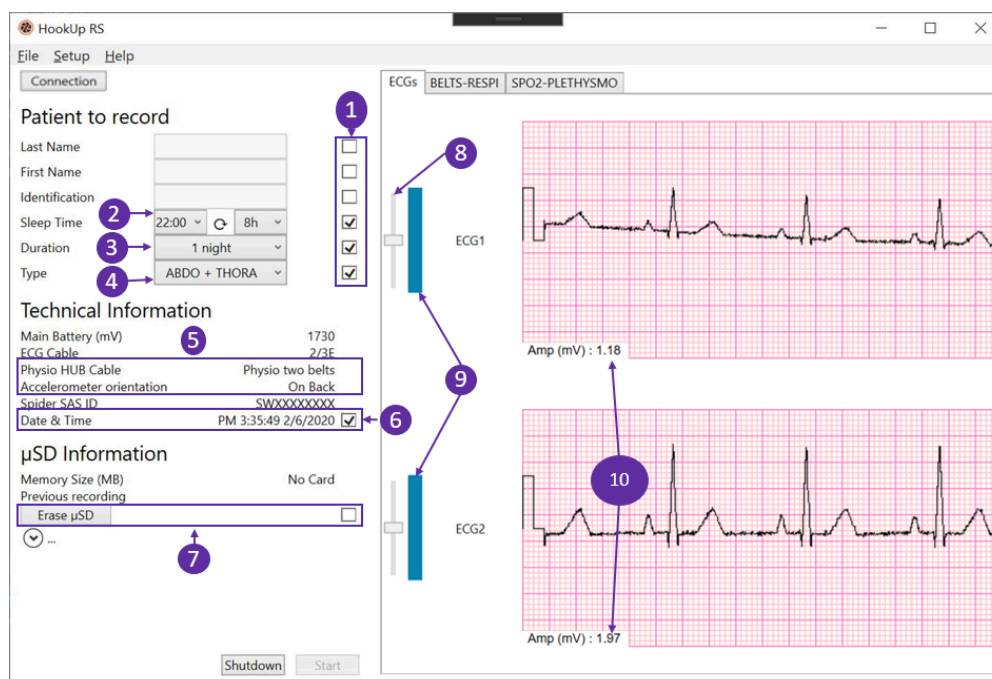 HookUp RS
File Setup Help
Connection
Patient to record
1
Last Name
First Name
Identification
2
Sleep Time 22:00 8h
3
Duration 1 night
4
Type ABDO + THORA
Technical Information
5
Main Battery (mV) 1730
ECG Cable 2/3E
Physio HUB Cable Physio two belts
Accelerometer orientation On Back
Spider SAS ID SWXXXXXXXX
Date & Time PM 3:35:49 2/6/2020
6
µSD Information
Memory Size (MB) No Card
Previous recording
Erase µSD
7
...
Shutdown Start
ECGs BELTS-RESPI SPO2-PLETHYSMO
8
ECG1
Amp (mV) : 1.18
9
10
ECG2
Amp (mV) : 1.97